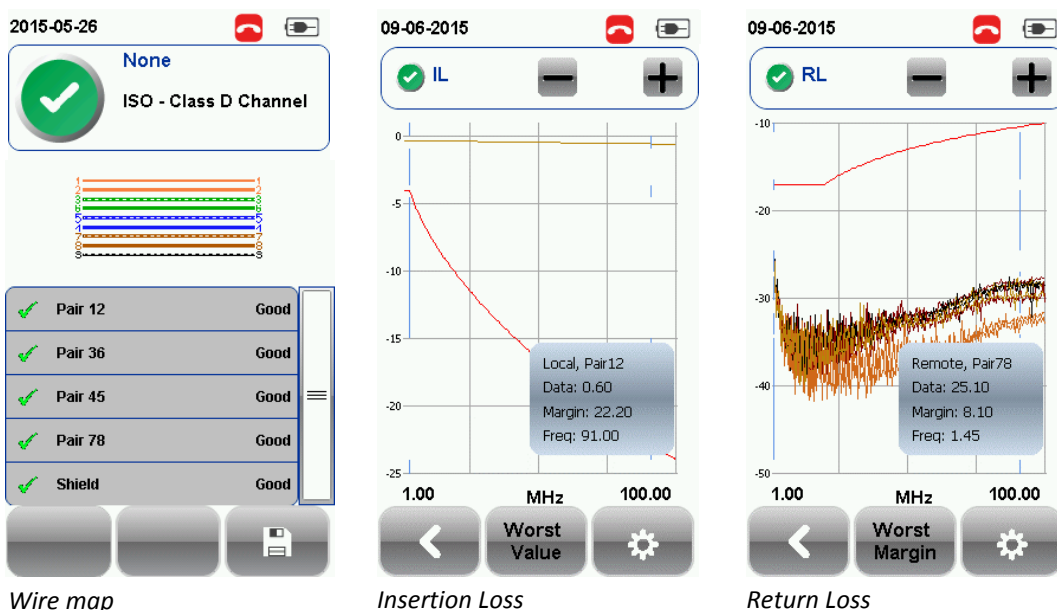 2015-05-26
None
ISO - Class D Channel
1 1
2 2
3 3
6 6
5 5
4 4
7 7
8 8
S S
Pair 12 Good
Pair 36 Good
Pair 45 Good
Pair 78 Good
Shield Good
Wire map
09-06-2015
IL
0
-5
-10
-15
-20
-25
Local, Pair12
Data: 0.60
Margin: 22.20
Freq: 91.00
1.00 MHz 100.00
Worst
Value
Insertion Loss
09-06-2015
RL
-10
-20
-30
-40
-50
Remote, Pair78
Data: 25.10
Margin: 8.10
Freq: 1.45
1.00 MHz 100.00
Worst
Margin
Return Loss